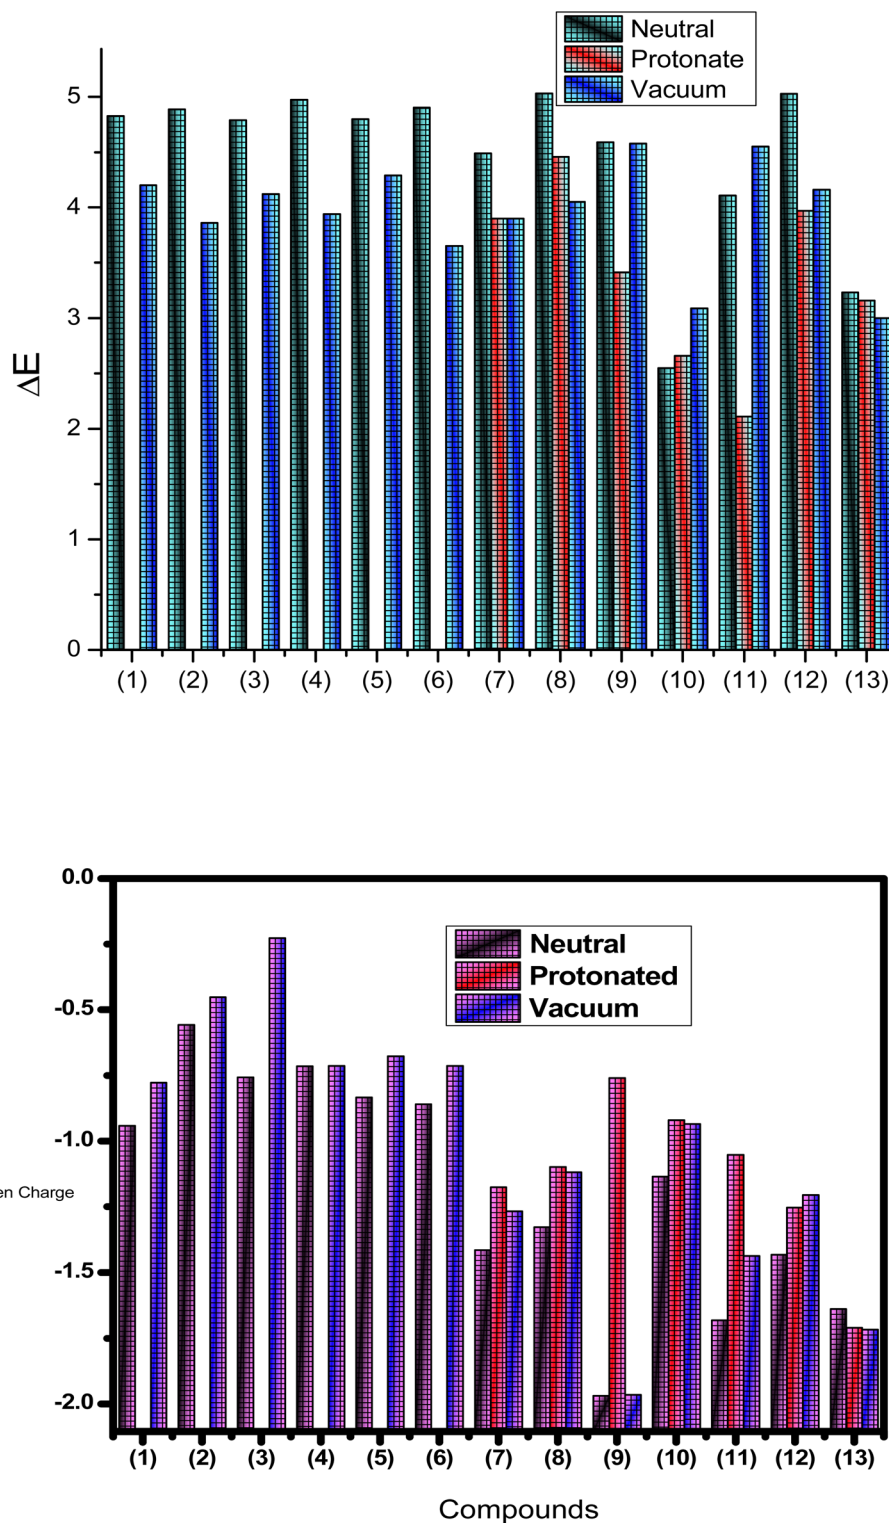 Neutral
Protonate
Vacuum
5
4
3
2
1
0
ΔE
(1) (2) (3) (4) (5) (6) (7) (8) (9) (10) (11) (12) (13)
0.0
-0.5
-1.0
-1.5
-2.0
Neutral
Protonated
Vacuum
en Charge
(1) (2) (3) (4) (5) (6) (7) (8) (9) (10) (11) (12) (13)
Compounds